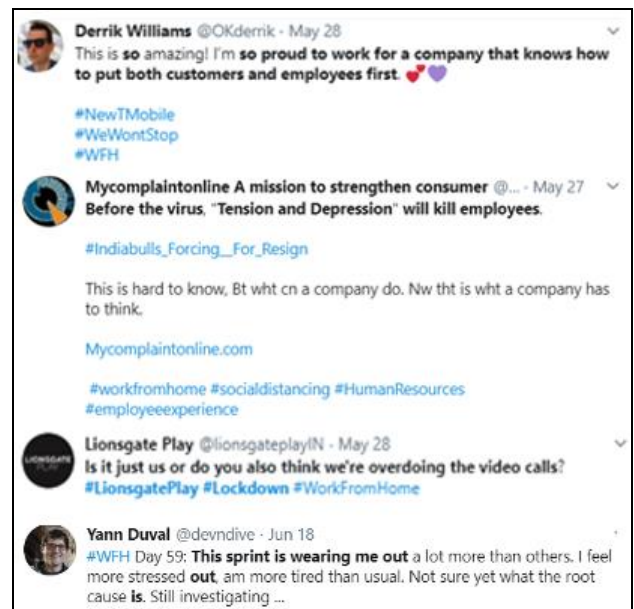 Derrik Williams @OKderrik · May 28
This is so amazing! I'm so proud to work for a company that knows how
to put both customers and employees first. 💕💜
#NewTMobile
#WeWontStop
#WFH
Mycomplaintonline A mission to strengthen consumer @... · May 27
Before the virus, "Tension and Depression" will kill employees.
#Indiabulls_Forcing__For_Resign
This is hard to know, Bt wht cn a company do. Nw tht is wht a company has
to think.
Mycomplaintonline.com
#workfromhome #socialdistancing #HumanResources
#employeeexperience
LIONSGATE
PLAY
Lionsgate Play @lionsgateplayIN · May 28
Is it just us or do you also think we're overdoing the video calls?
#LionsgatePlay #Lockdown #WorkFromHome
Yann Duval @devndive · Jun 18
#WFH Day 59: This sprint is wearing me out a lot more than others. I feel
more stressed out, am more tired than usual. Not sure yet what the root
cause is. Still investigating ...